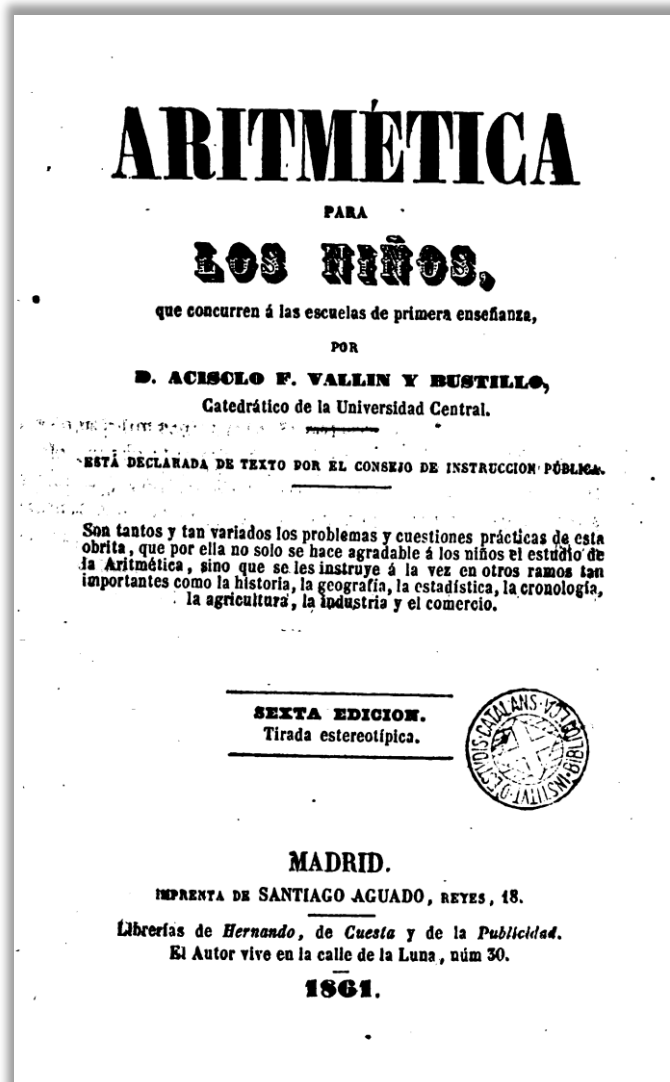 ARITMÉTICA
PARA
LOS NIÑOS,
que concurren á las escuelas de primera enseñanza,
POR
D. ACISCLO F. VALLIN Y BUSTILLO,
Catedrático de la Universidad Central.
ESTÁ DECLARADA DE TEXTO POR EL CONSEJO DE INSTRUCCION PÚBLICA.
Son tantos y tan variados los problemas y cuestiones prácticas de esta
obrita, que por ella no solo se hace agradable á los niños el estudio de
la Aritmética, sino que se les instruye á la vez en otros ramos tan
importantes como la historia, la geografía, la estadística, la cronología,
la agricultura, la industria y el comercio.
SEXTA EDICION.
Tirada estereotípica.
INSTITVT D'ESTVDIS CATALANS · BIBLIOTECA
MADRID.
IMPRENTA DE SANTIAGO AGUADO, REYES, 18.
Librerías de Hernando, de Cuesta y de la Publicidad.
El Autor vive en la calle de la Luna, núm 30.
1861.